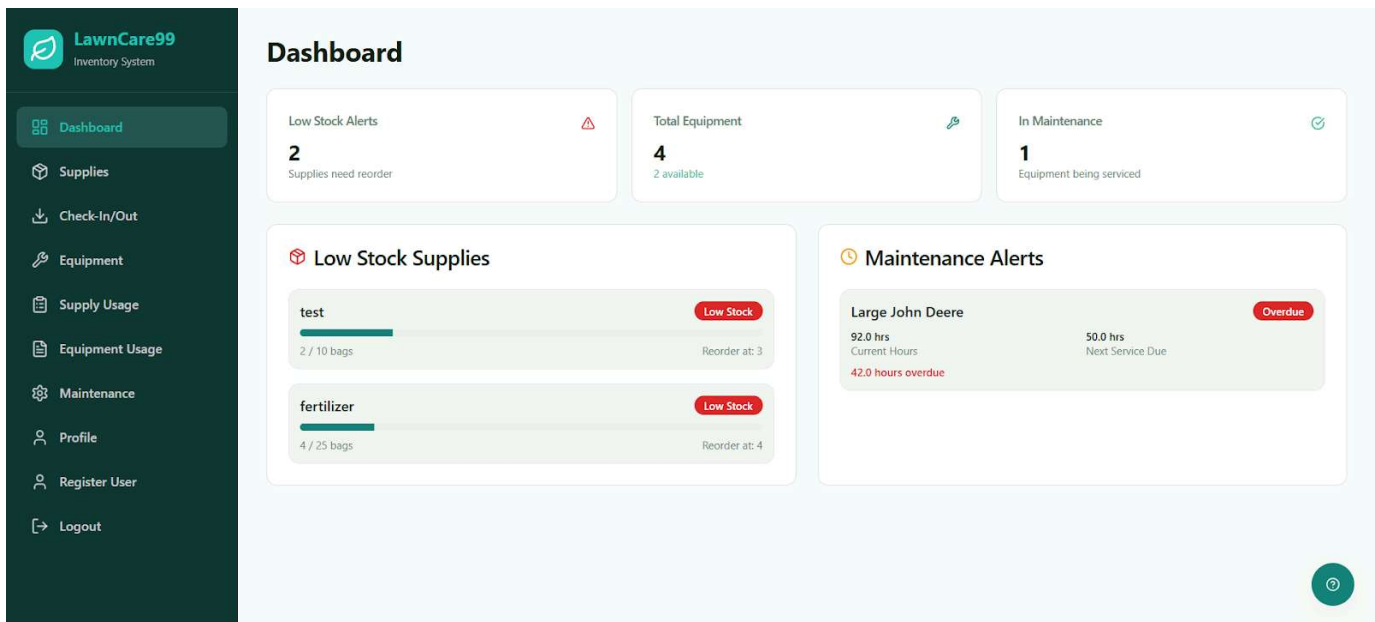 LawnCare99
Inventory System
Dashboard
Supplies
Check-In/Out
Equipment
Supply Usage
Equipment Usage
Maintenance
Profile
Register User
Logout
Dashboard
Low Stock Alerts
2
Supplies need reorder
Total Equipment
4
2 available
In Maintenance
1
Equipment being serviced
Low Stock Supplies
test
Low Stock
2 / 10 bags
Reorder at: 3
fertilizer
Low Stock
4 / 25 bags
Reorder at: 4
Maintenance Alerts
Large John Deere
Overdue
92.0 hrs
Current Hours
50.0 hrs
Next Service Due
42.0 hours overdue